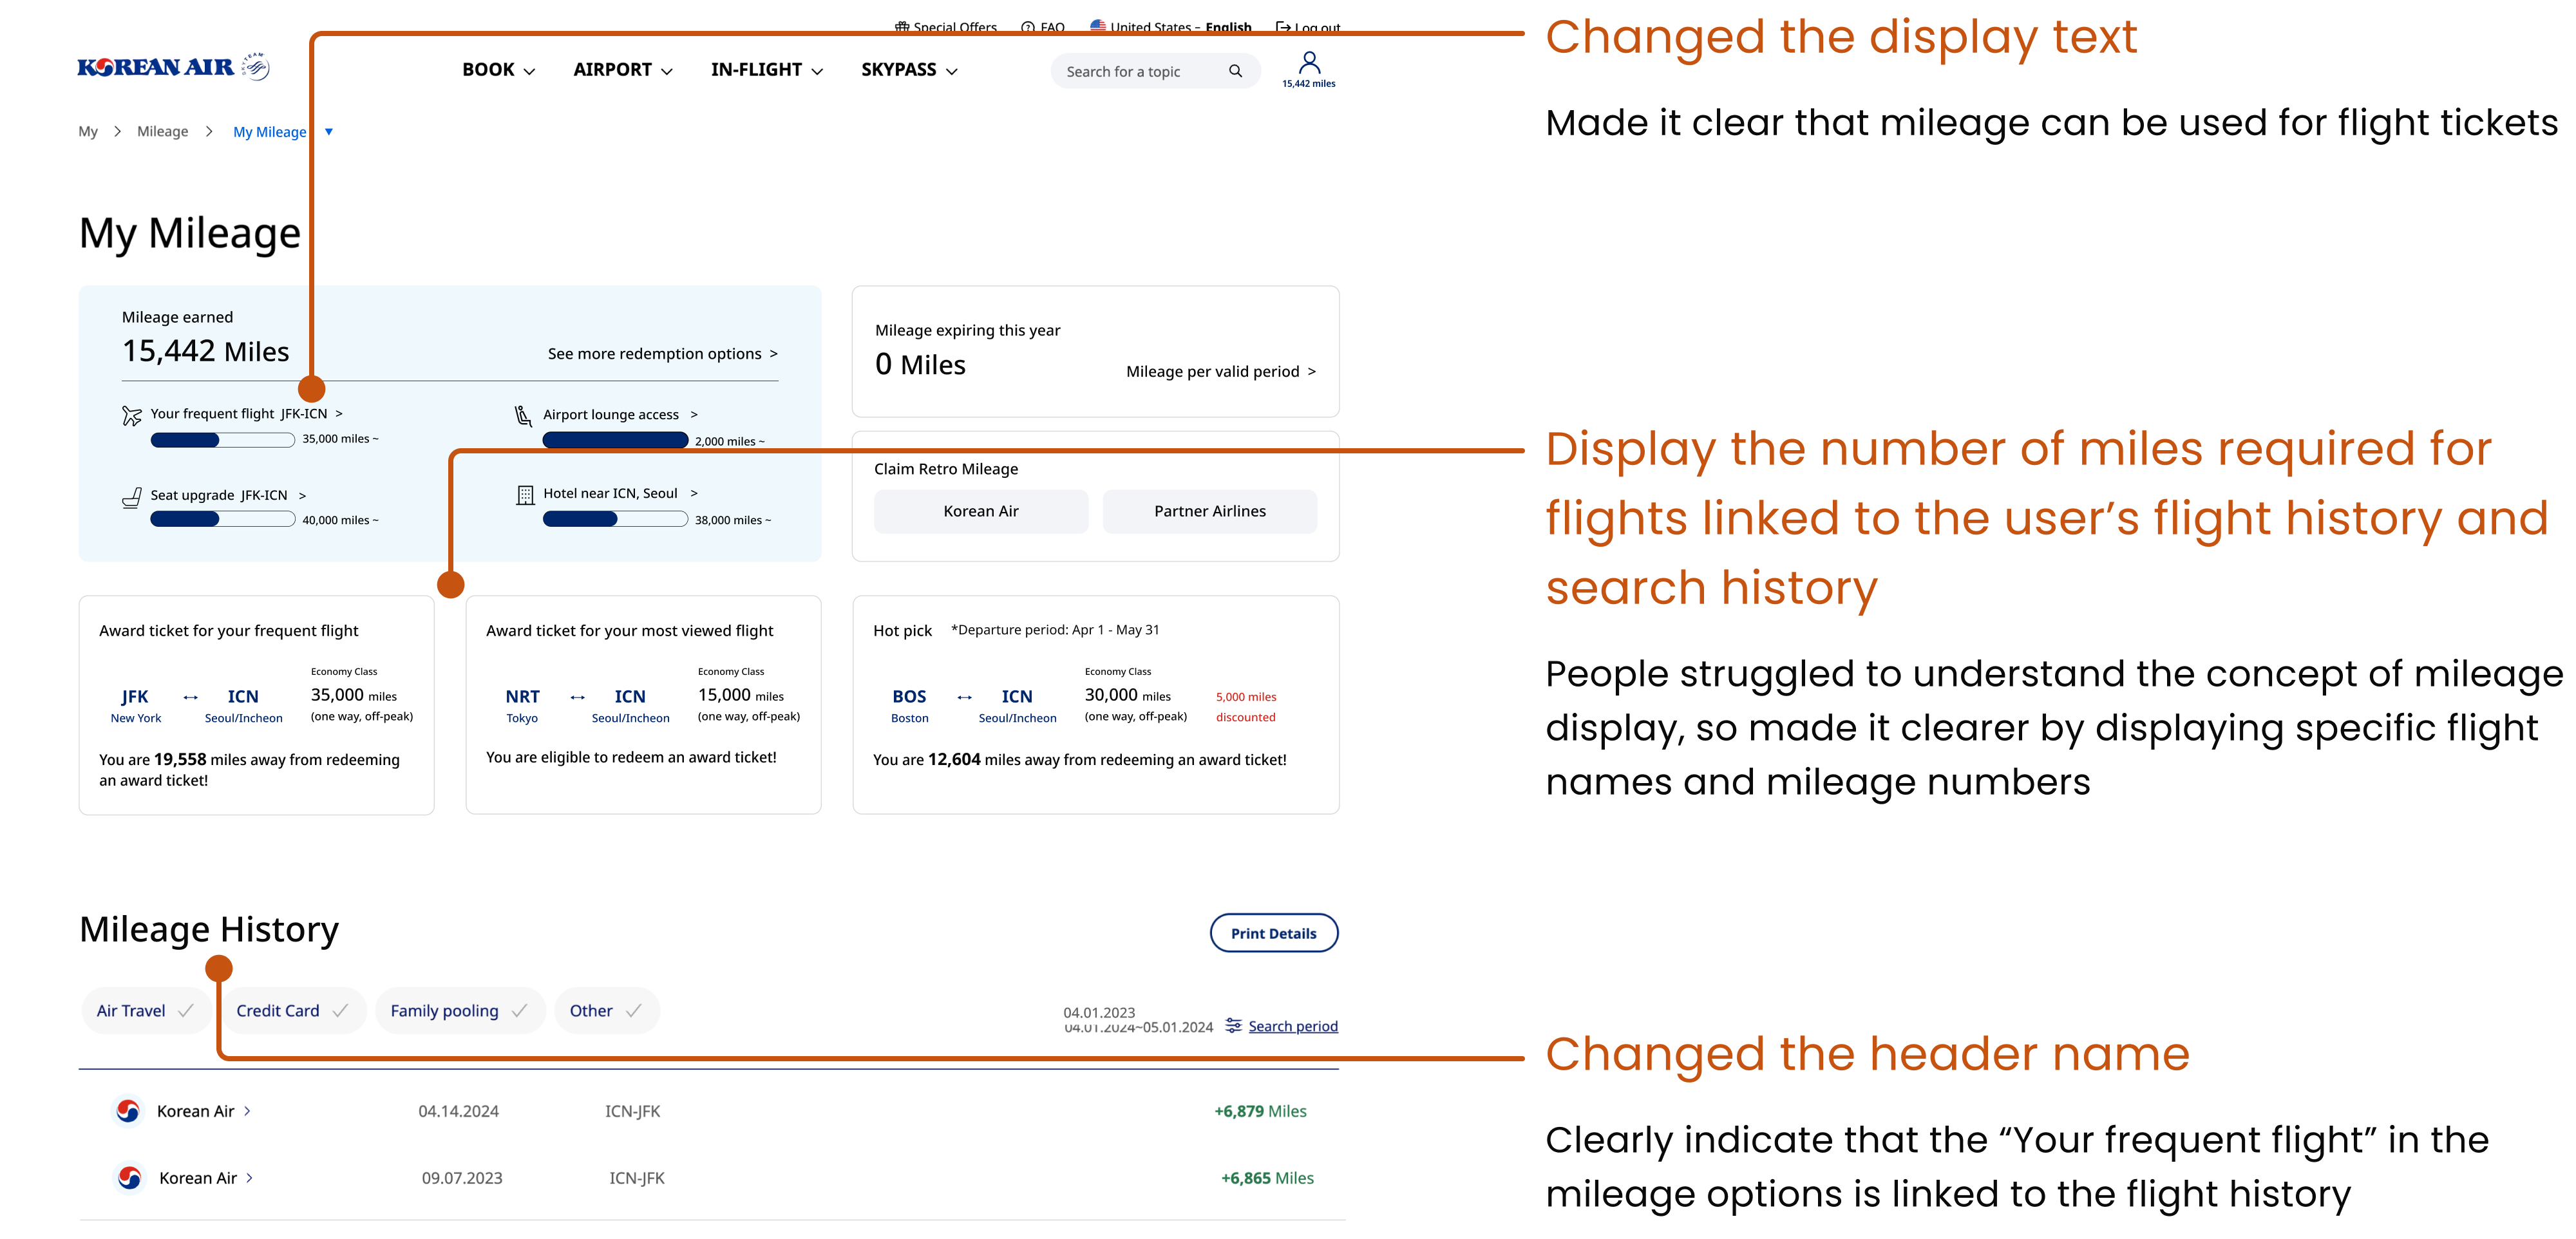 Special Offers FAQ United States - English Log out
KOREAN AIR SKYTEAM BOOK AIRPORT IN-FLIGHT SKYPASS Search for a topic
15,442 miles
My > Mileage > My Mileage
My Mileage
Mileage earned
15,442 Miles
See more redemption options >
Your frequent flight JFK-ICN >
35,000 miles ~
Airport lounge access >
2,000 miles ~
Seat upgrade JFK-ICN >
40,000 miles ~
Hotel near ICN, Seoul >
38,000 miles ~
Mileage expiring this year
0 Miles
Mileage per valid period >
Claim Retro Mileage
Korean Air Partner Airlines
Award ticket for your frequent flight
Economy Class
JFK ↔ ICN 35,000 miles
New York Seoul/Incheon (one way, off-peak)
You are 19,558 miles away from redeeming
an award ticket!
Award ticket for your most viewed flight
Economy Class
NRT ↔ ICN 15,000 miles
Tokyo Seoul/Incheon (one way, off-peak)
You are eligible to redeem an award ticket!
Hot pick *Departure period: Apr 1 - May 31
Economy Class
BOS ↔ ICN 30,000 miles 5,000 miles
Boston Seoul/Incheon (one way, off-peak) discounted
You are 12,604 miles away from redeeming an award ticket!
Mileage History
Print Details
Air Travel Credit Card Family pooling Other
04.01.2023
04.01.2024~05.01.2024 Search period
Korean Air > 04.14.2024 ICN-JFK +6,879 Miles
Korean Air > 09.07.2023 ICN-JFK +6,865 Miles
Changed the display text
Made it clear that mileage can be used for flight tickets
Display the number of miles required for
flights linked to the user’s flight history and
search history
People struggled to understand the concept of mileage
display, so made it clearer by displaying specific flight
names and mileage numbers
Changed the header name
Clearly indicate that the “Your frequent flight” in the
mileage options is linked to the flight history